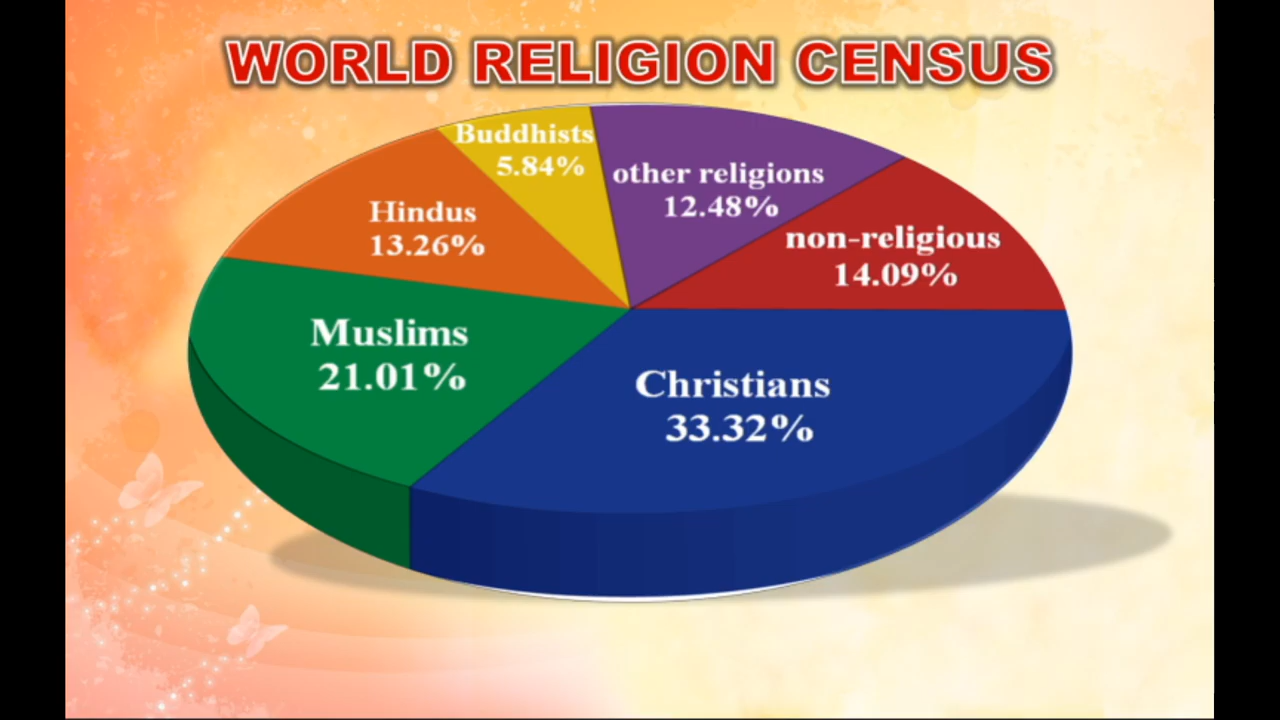 WORLD RELIGION CENSUS
Buddhists
5.84%
other religions
12.48%
Hindus
13.26%
non-religious
14.09%
Muslims
21.01%
Christians
33.32%